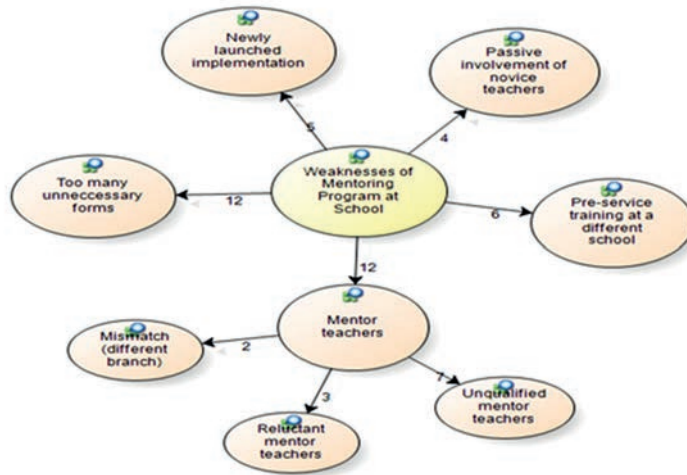 Newly
launched
implementation
5
Passive
involvement of
novice
teachers
4
Weaknesses of
Mentoring
Program at
School
Too many
unneccessary
forms
12
6
Pre-service
training at a
different
school
12
Mentor
teachers
Mismatch
(different
branch)
2
3
Reluctant
mentor
teachers
Unqualified
mentor
teachers